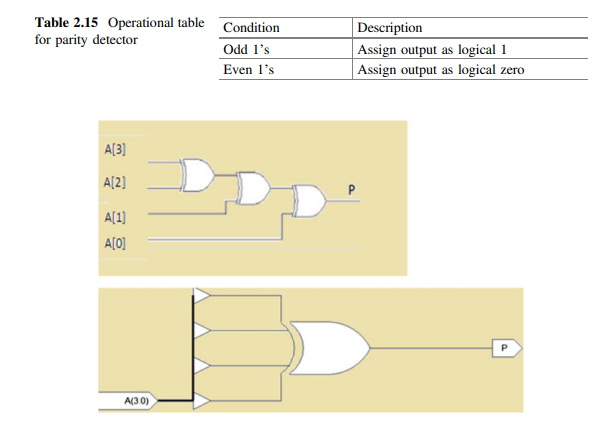 Table 2.15 Operational table
for parity detector
Condition Description
Odd 1's Assign output as logical 1
Even 1's Assign output as logical zero
A[3]
A[2]
P
A[1]
A[0]
P
A(3 0)